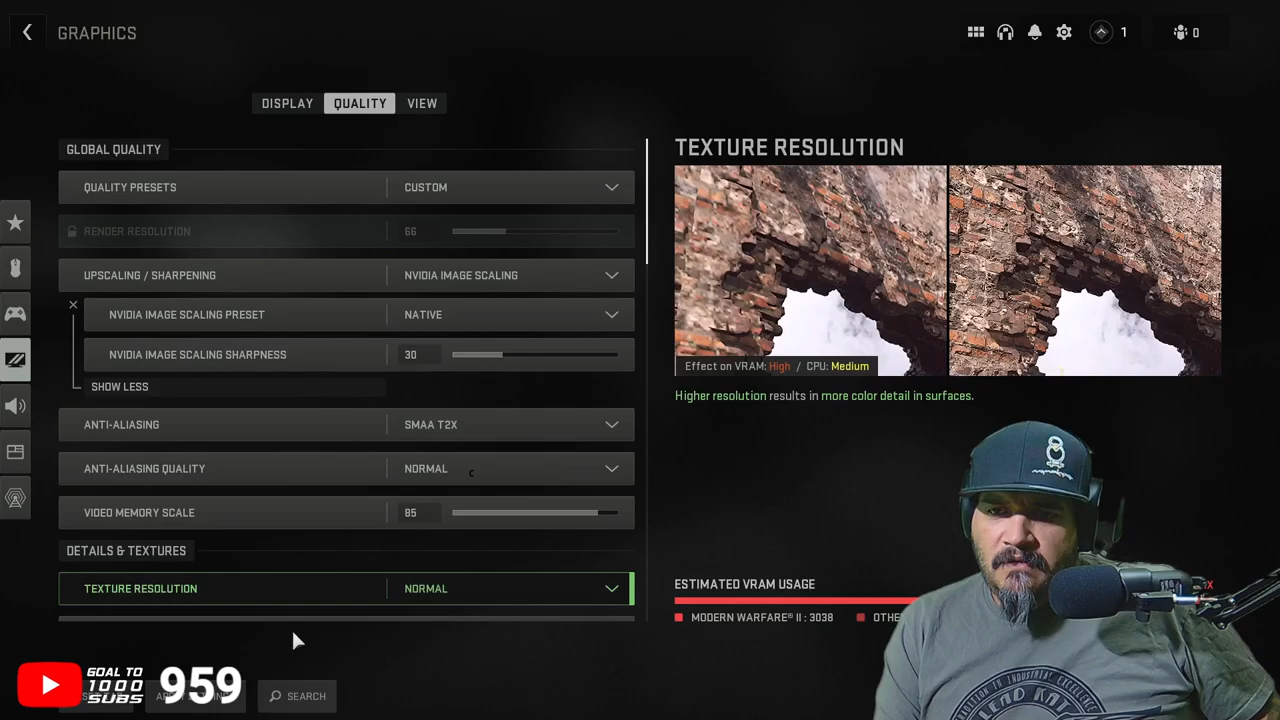 GRAPHICS
1
0
DISPLAY
QUALITY
VIEW
GLOBAL QUALITY
QUALITY PRESETS
CUSTOM
RENDER RESOLUTION
66
UPSCALING / SHARPENING
NVIDIA IMAGE SCALING
NVIDIA IMAGE SCALING PRESET
NATIVE
NVIDIA IMAGE SCALING SHARPNESS
30
SHOW LESS
ANTI-ALIASING
SMAA T2X
ANTI-ALIASING QUALITY
NORMAL
VIDEO MEMORY SCALE
85
DETAILS & TEXTURES
TEXTURE RESOLUTION
NORMAL
TEXTURE RESOLUTION
Effect on VRAM: High / CPU: Medium
Higher resolution results in more color detail in surfaces.
ESTIMATED VRAM USAGE
MODERN WARFARE® II : 3038
OTHE
GOAL TO
1000
SUBS
959
SEARCH